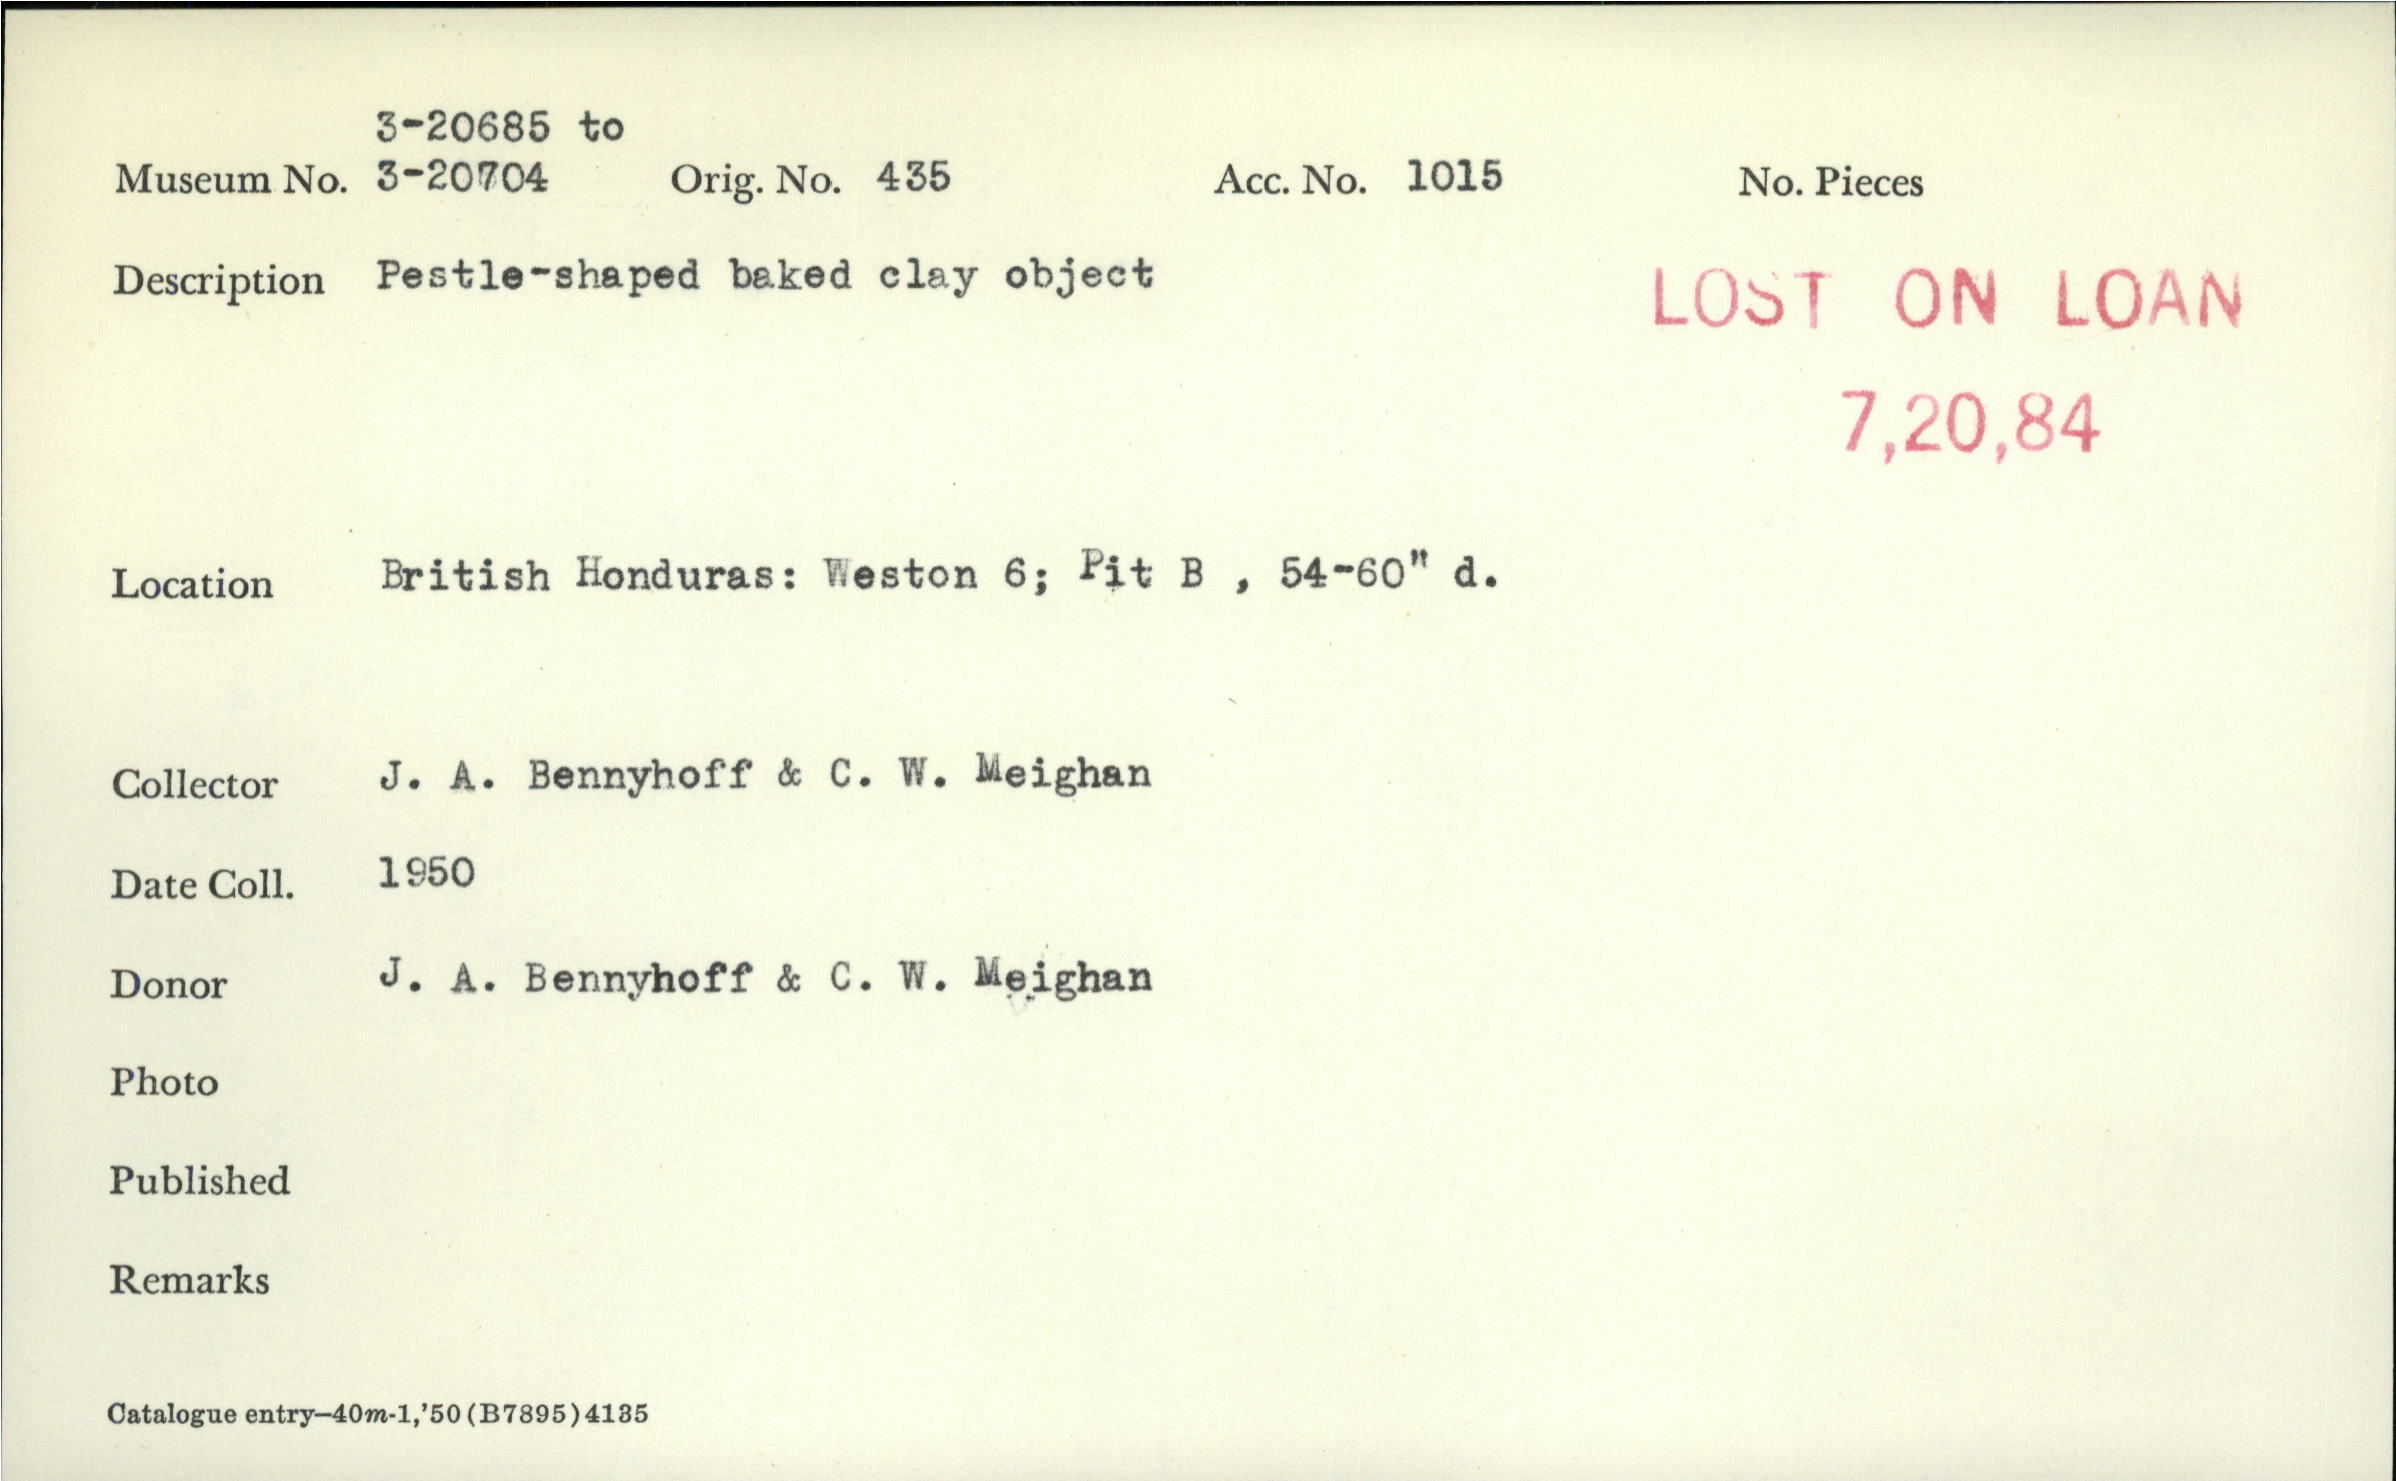 3-20685 to
Museum No. 3-20704 Orig. No. 435 Acc. No. 1015 No. Pieces
Description Pestle-shaped baked clay object
LOST ON LOAN
7,20,84
Location British Honduras: Weston 6; Pit B , 54-60" d.
Collector J. A. Bennyhoff & C. W. Meighan
Date Coll. 1950
Donor J. A. Bennyhoff & C. W. Meighan
Photo
Published
Remarks
Catalogue entry—40m-1,'50(B7895)4135